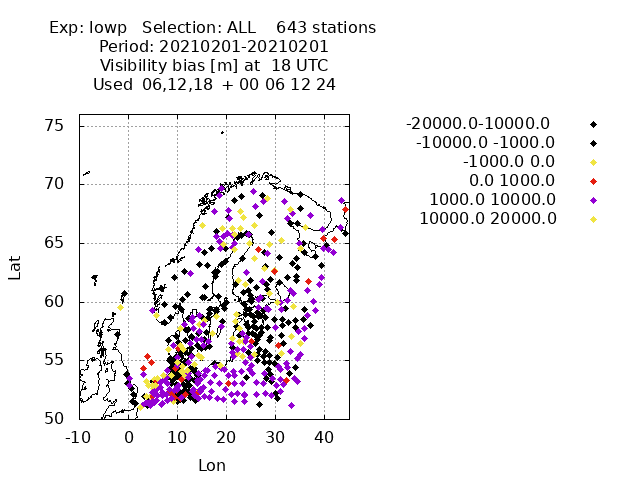 Exp: lowp Selection: ALL 643 stations
Period: 20210201-20210201
Visibility bias [m] at 18 UTC
Used 06,12,18 + 00 06 12 24
-20000.0-10000.0
-10000.0 -1000.0
-1000.0 0.0
0.0 1000.0
1000.0 10000.0
10000.0 20000.0
75
70
65
60
55
50
Lat
-10 0 10 20 30 40
Lon